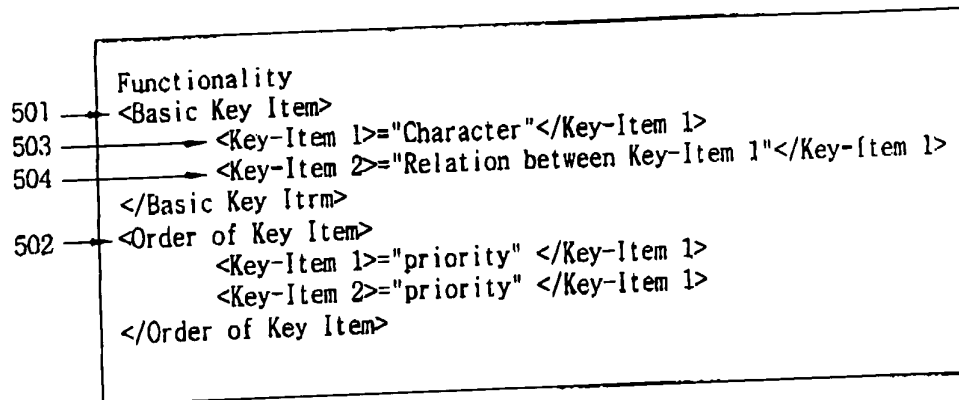 Functionality
501 <Basic Key Item>
503 <Key-Item 1>="Character"</Key-Item 1>
504 <Key-Item 2>="Relation between Key-Item 1"</Key-Item 1>
</Basic Key Itrm>
502 <Order of Key Item>
<Key-Item 1>="priority" </Key-Item 1>
<Key-Item 2>="priority" </Key-Item 1>
</Order of Key Item>